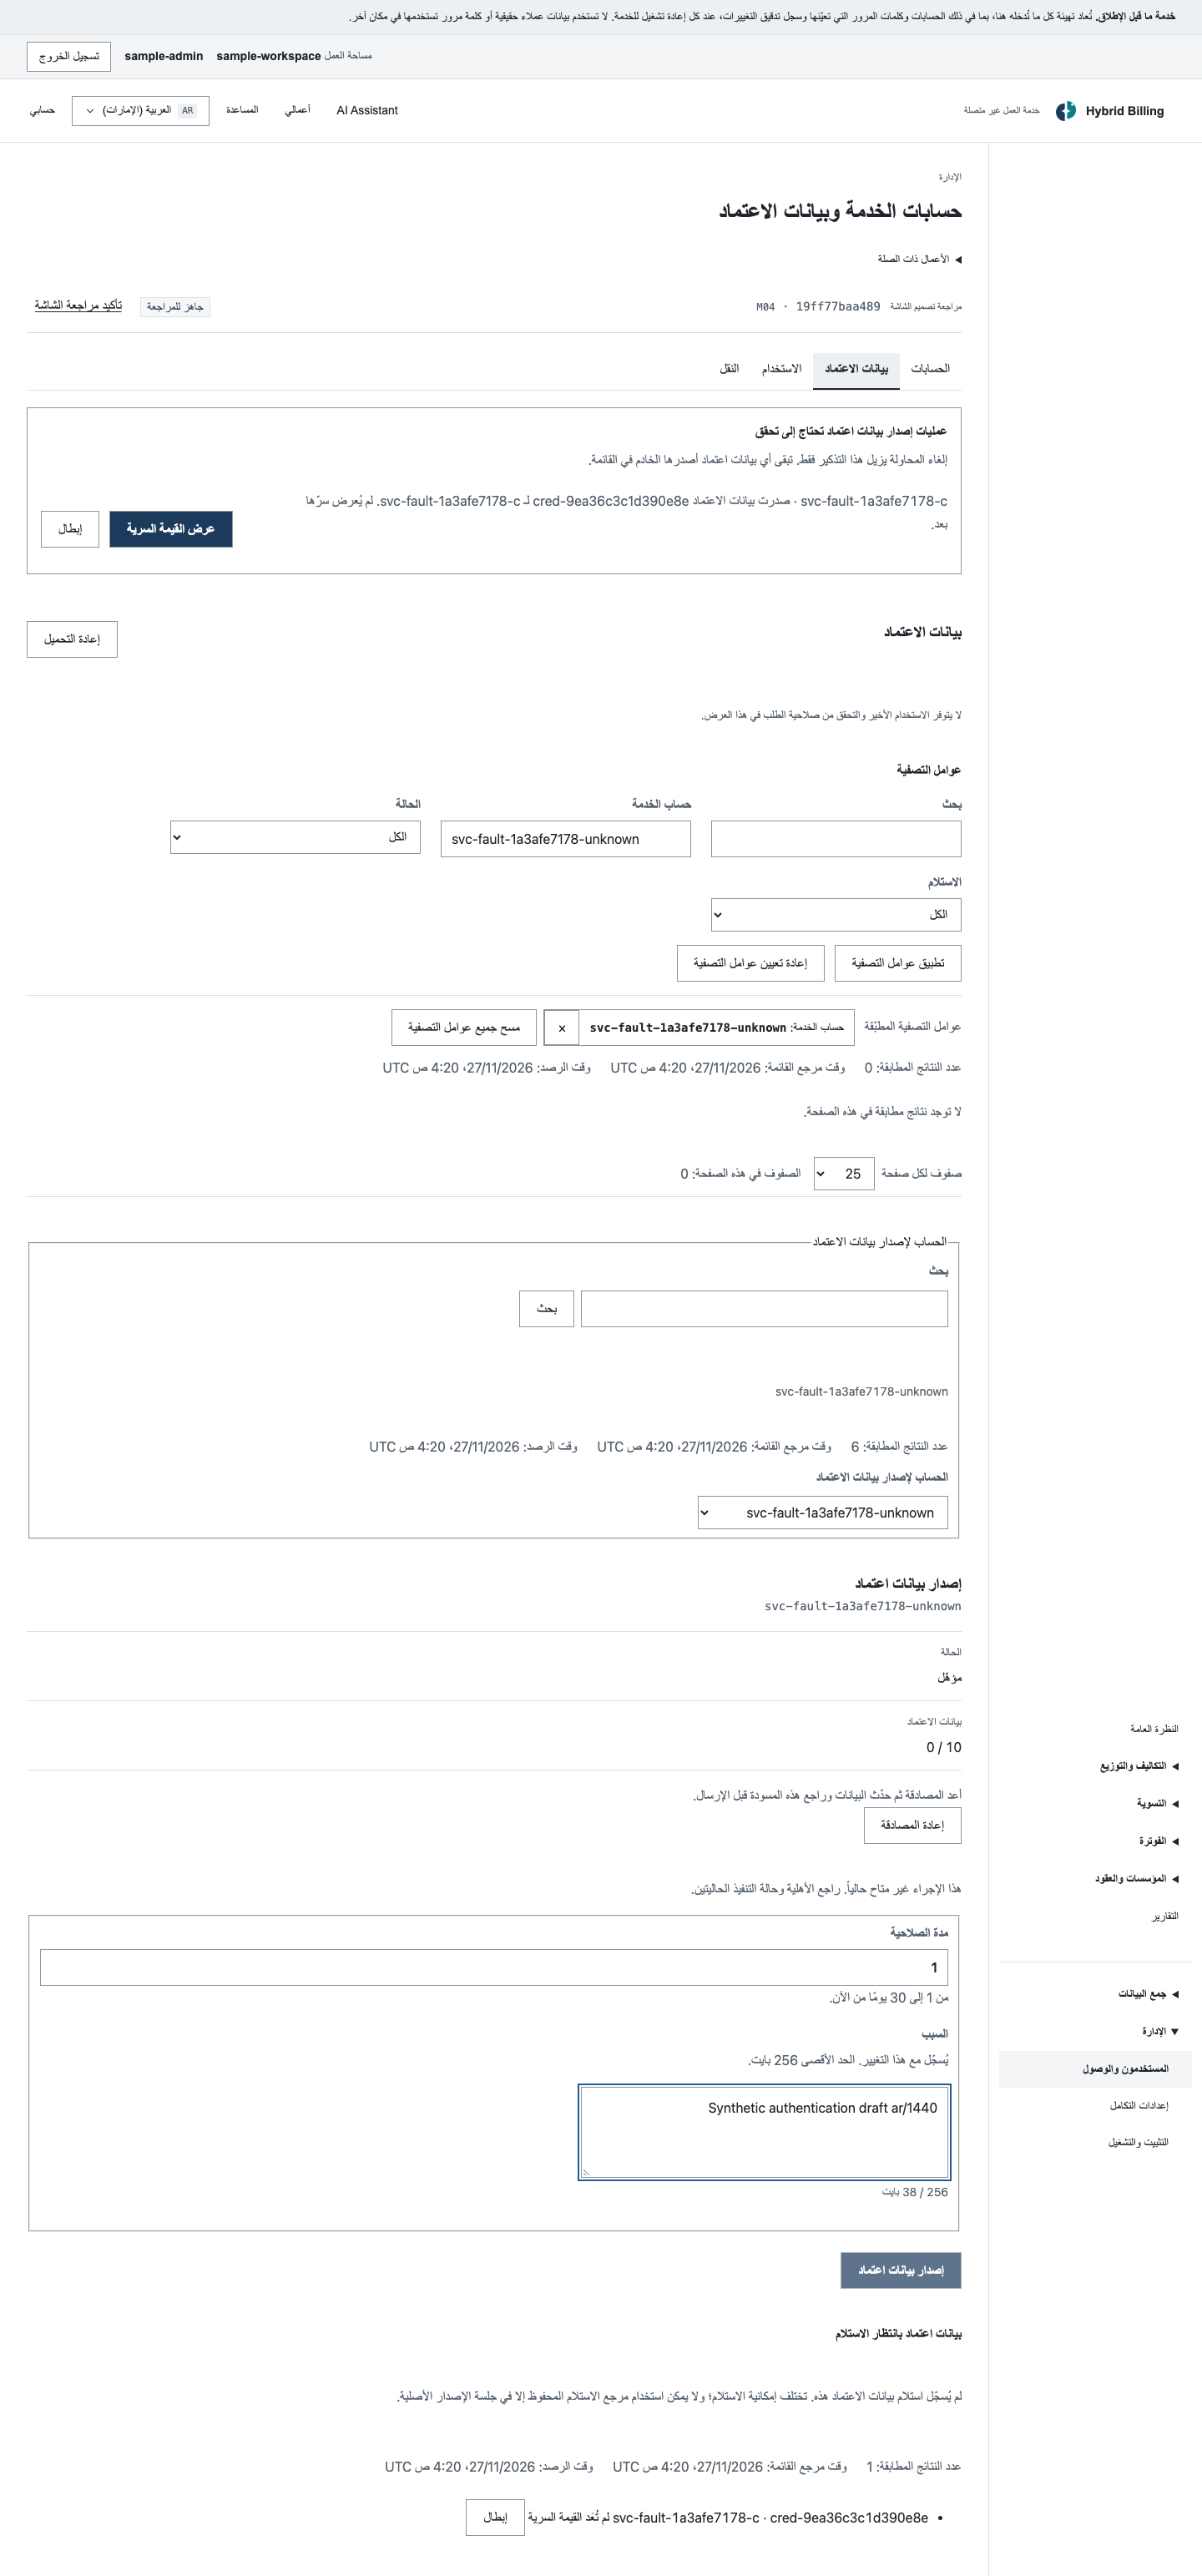 خدمة ما قبل الإطلاق. تُعاد تهيئة كل ما تُدخله هنا، بما في ذلك الحسابات وكلمات المرور التي تعيّنها وسجل تدقيق التغييرات، عند كل إعادة تشغيل للخدمة. لا تستخدم بيانات عملاء حقيقية أو كلمة مرور تستخدمها في مكان آخر.
مساحة العمل sample-workspace sample-admin تسجيل الخروج
Hybrid Billing خدمة العمل غير متصلة AI Assistant أعمالي المساعدة AR العربية (الإمارات) حسابي
الإدارة
حسابات الخدمة وبيانات الاعتماد
الأعمال ذات الصلة
مراجعة تصميم الشاشة M04 · 19ff77baa489 جاهز للمراجعة تأكيد مراجعة الشاشة
الحسابات بيانات الاعتماد الاستخدام النقل
عمليات إصدار بيانات اعتماد تحتاج إلى تحقق
إلغاء المحاولة يزيل هذا التذكير فقط. تبقى أي بيانات اعتماد أصدرها الخادم في القائمة.
svc-fault-1a3afe7178-c · صدرت بيانات الاعتماد cred-9ea36c3c1d390e8e لـ svc-fault-1a3afe7178-c. لم يُعرض سرّها
بعد.
عرض القيمة السرية إبطال
بيانات الاعتماد إعادة التحميل
لا يتوفر الاستخدام الأخير والتحقق من صلاحية الطلب في هذا العرض.
عوامل التصفية
بحث حساب الخدمة الحالة
svc-fault-1a3afe7178-unknown الكل
الاستلام
الكل
تطبيق عوامل التصفية إعادة تعيين عوامل التصفية
عوامل التصفية المطبّقة حساب الخدمة: svc-fault-1a3afe7178-unknown × مسح جميع عوامل التصفية
عدد النتائج المطابقة: 0 وقت مرجع القائمة: 27/11/2026، 4:20 ص UTC وقت الرصد: 27/11/2026، 4:20 ص UTC
لا توجد نتائج مطابقة في هذه الصفحة.
صفوف لكل صفحة 25 الصفوف في هذه الصفحة: 0
الحساب لإصدار بيانات الاعتماد
بحث
بحث
svc-fault-1a3afe7178-unknown
عدد النتائج المطابقة: 6 وقت مرجع القائمة: 27/11/2026، 4:20 ص UTC وقت الرصد: 27/11/2026، 4:20 ص UTC
الحساب لإصدار بيانات الاعتماد
svc-fault-1a3afe7178-unknown
إصدار بيانات اعتماد
svc-fault-1a3afe7178-unknown
الحالة
مؤهّل
بيانات الاعتماد
0 / 10
أعد المصادقة ثم حدّث البيانات وراجع هذه المسودة قبل الإرسال.
إعادة المصادقة
هذا الإجراء غير متاح حالياً. راجع الأهلية وحالة التنفيذ الحاليتين.
مدة الصلاحية
1
من 1 إلى 30 يومًا من الآن.
السبب
يُسجّل مع هذا التغيير. الحد الأقصى 256 بايت.
Synthetic authentication draft ar/1440
38 / 256 بايت
إصدار بيانات اعتماد
بيانات اعتماد بانتظار الاستلام
لم يُسجّل استلام بيانات الاعتماد هذه. تختلف إمكانية الاستلام؛ ولا يمكن استخدام مرجع الاستلام المحفوظ إلا في جلسة الإصدار الأصلية.
عدد النتائج المطابقة: 1 وقت مرجع القائمة: 27/11/2026، 4:20 ص UTC وقت الرصد: 27/11/2026، 4:20 ص UTC
svc-fault-1a3afe7178-c · cred-9ea36c3c1d390e8e لم تُعَد القيمة السرية إبطال
النظرة العامة
التكاليف والتوزيع
التسوية
الفوترة
المؤسسات والعقود
التقارير
جمع البيانات
الإدارة
المستخدمون والوصول
إعدادات التكامل
التثبيت والتشغيل